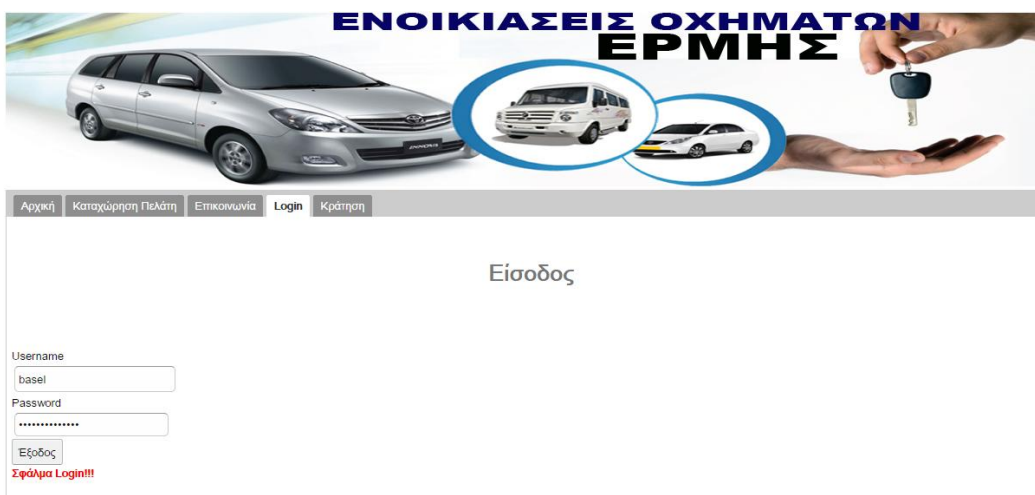 ΕΝΟΙΚΙΑΣΕΙΣ ΟΧΗΜΑΤΩΝ
ΕΡΜΗΣ
Αρχική Καταχώρηση Πελάτη Επικοινωνία Login Κράτηση
Είσοδος
Username
basel
Password
••••••••••••••
Έξοδος
Σφάλμα Login!!!